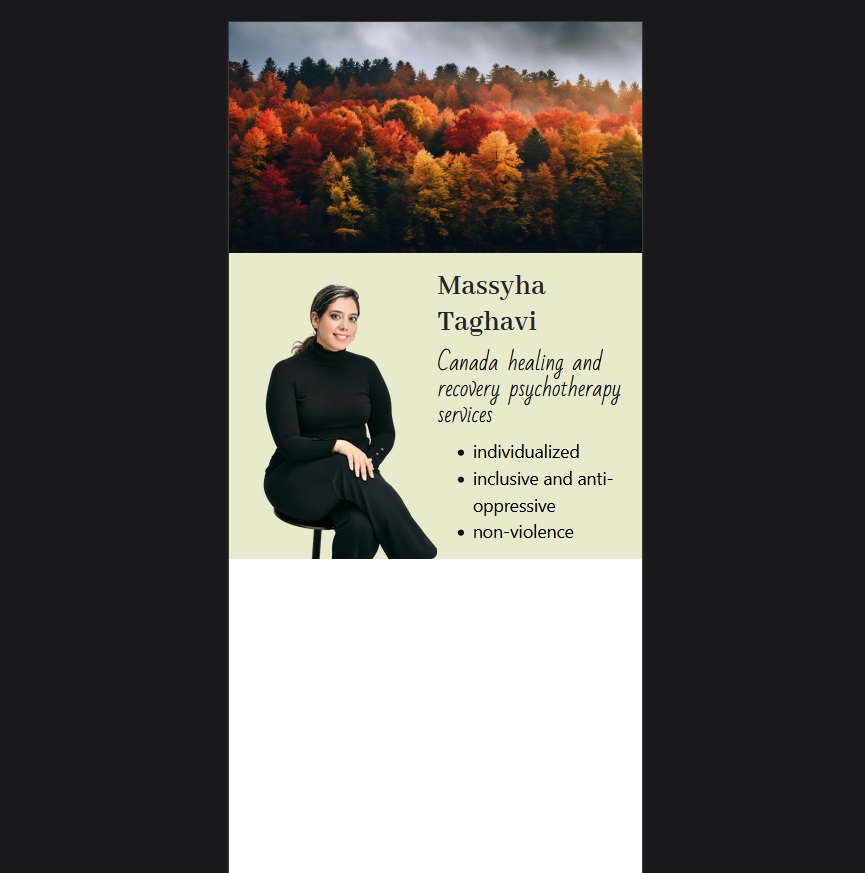 Massyha
Taghavi
Canada healing and
recovery psychotherapy
services
• individualized
• inclusive and anti-
oppressive
• non-violence